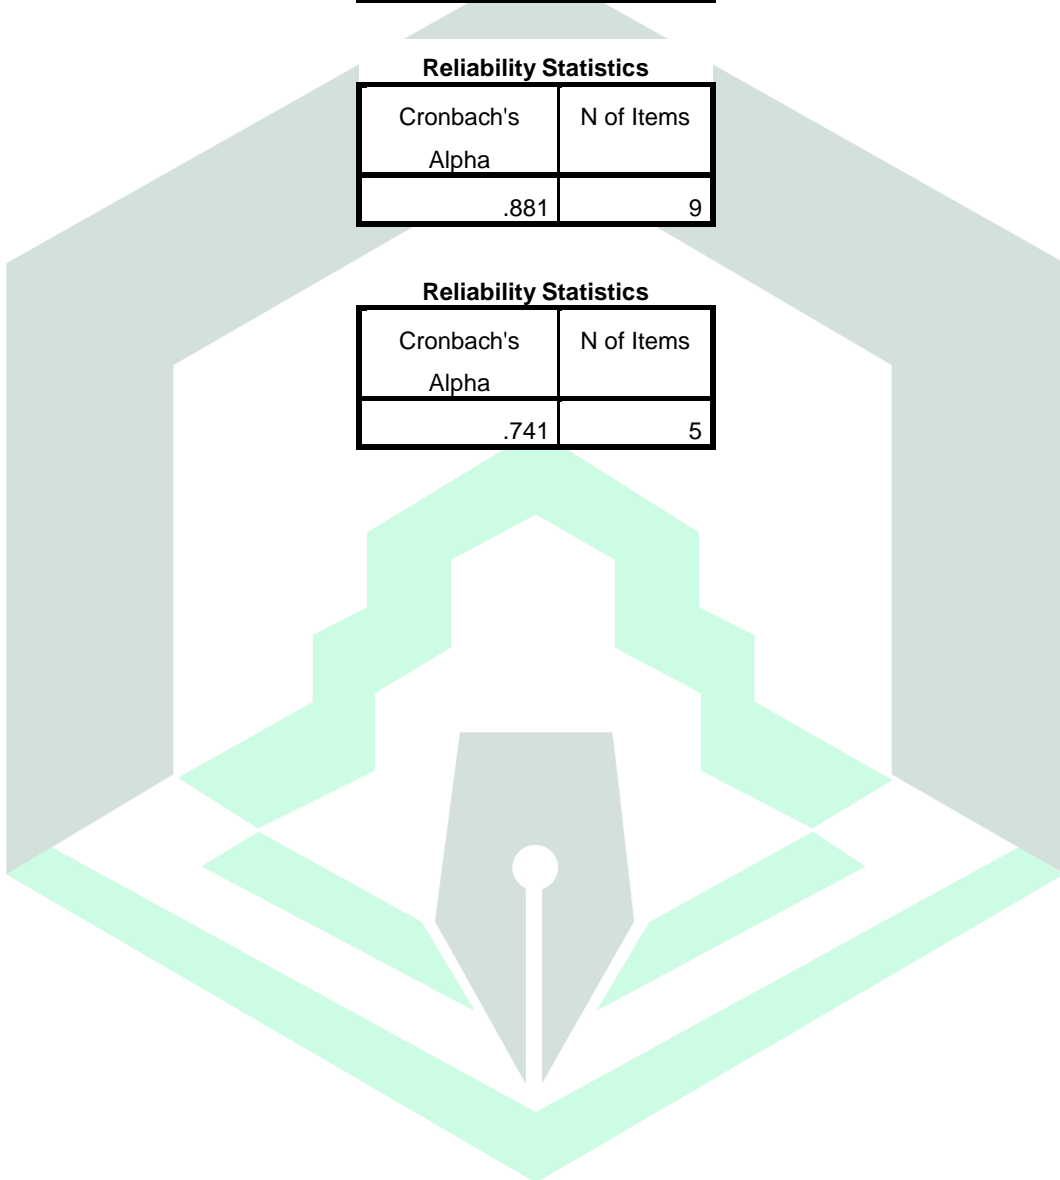 Reliability Statistics
Cronbach's Alpha N of Items
.881 9
Reliability Statistics
Cronbach's Alpha N of Items
.741 5